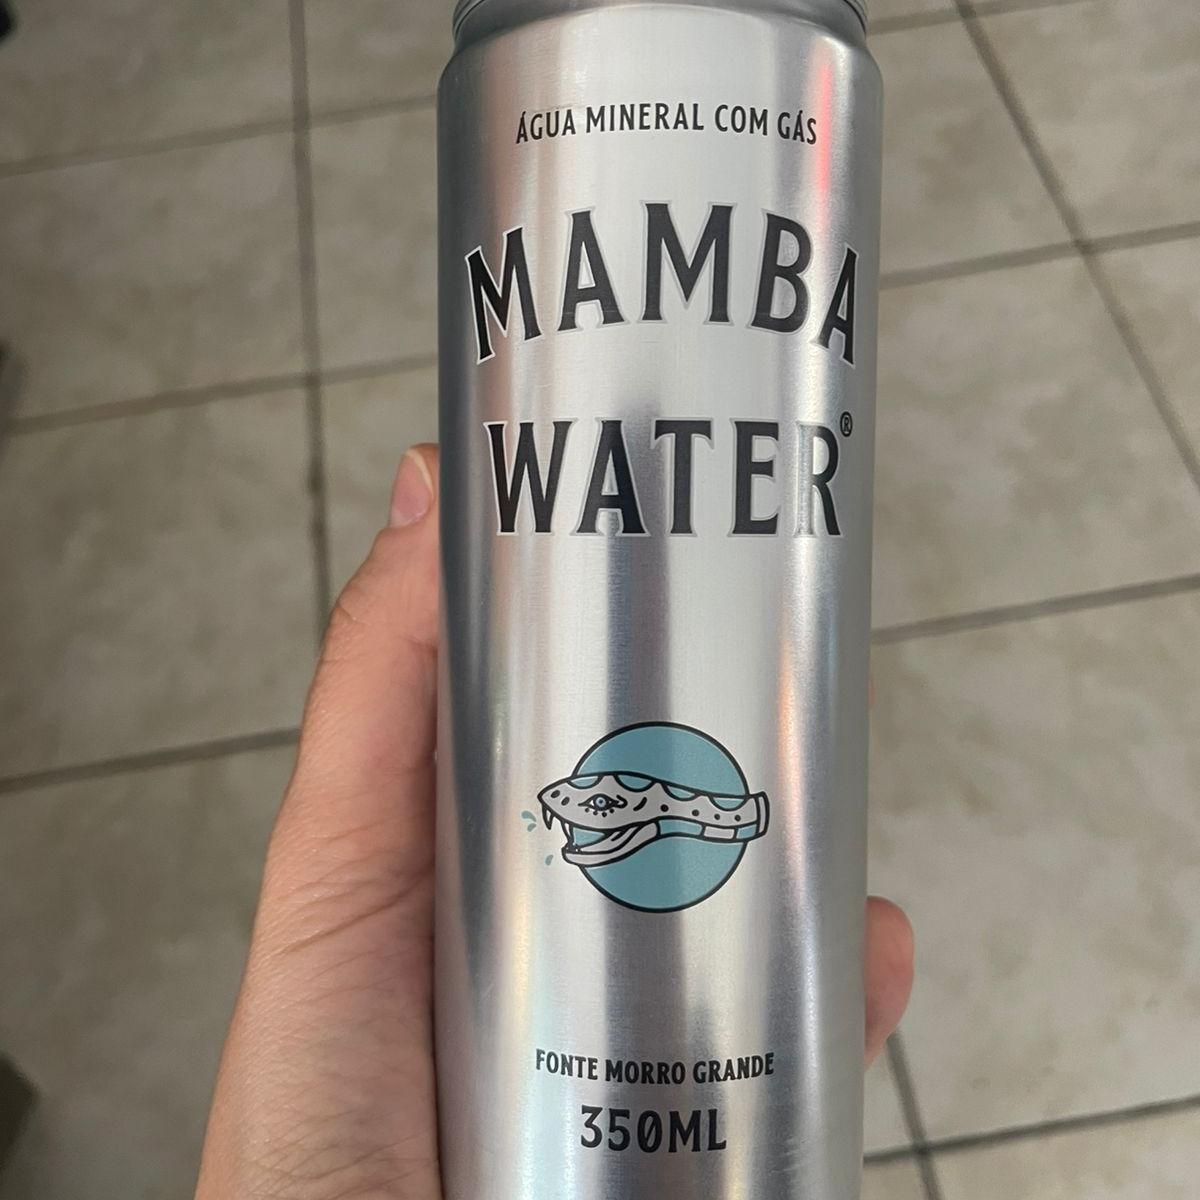 ÁGUA MINERAL COM GÁS
MAMBA
WATER®
FONTE MORRO GRANDE
350ML